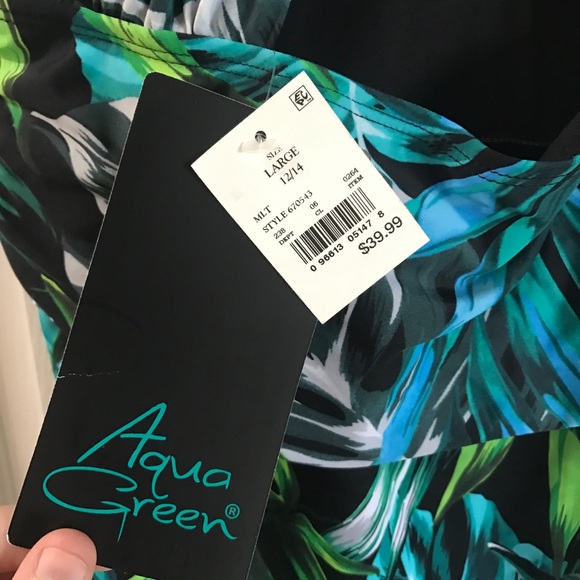 SIZE
LARGE
12/14
MLT
STYLE 670543
238 06 0264
DEPT CL ITEM
0 98613 05147 8
$39.99
Aqua
Green®